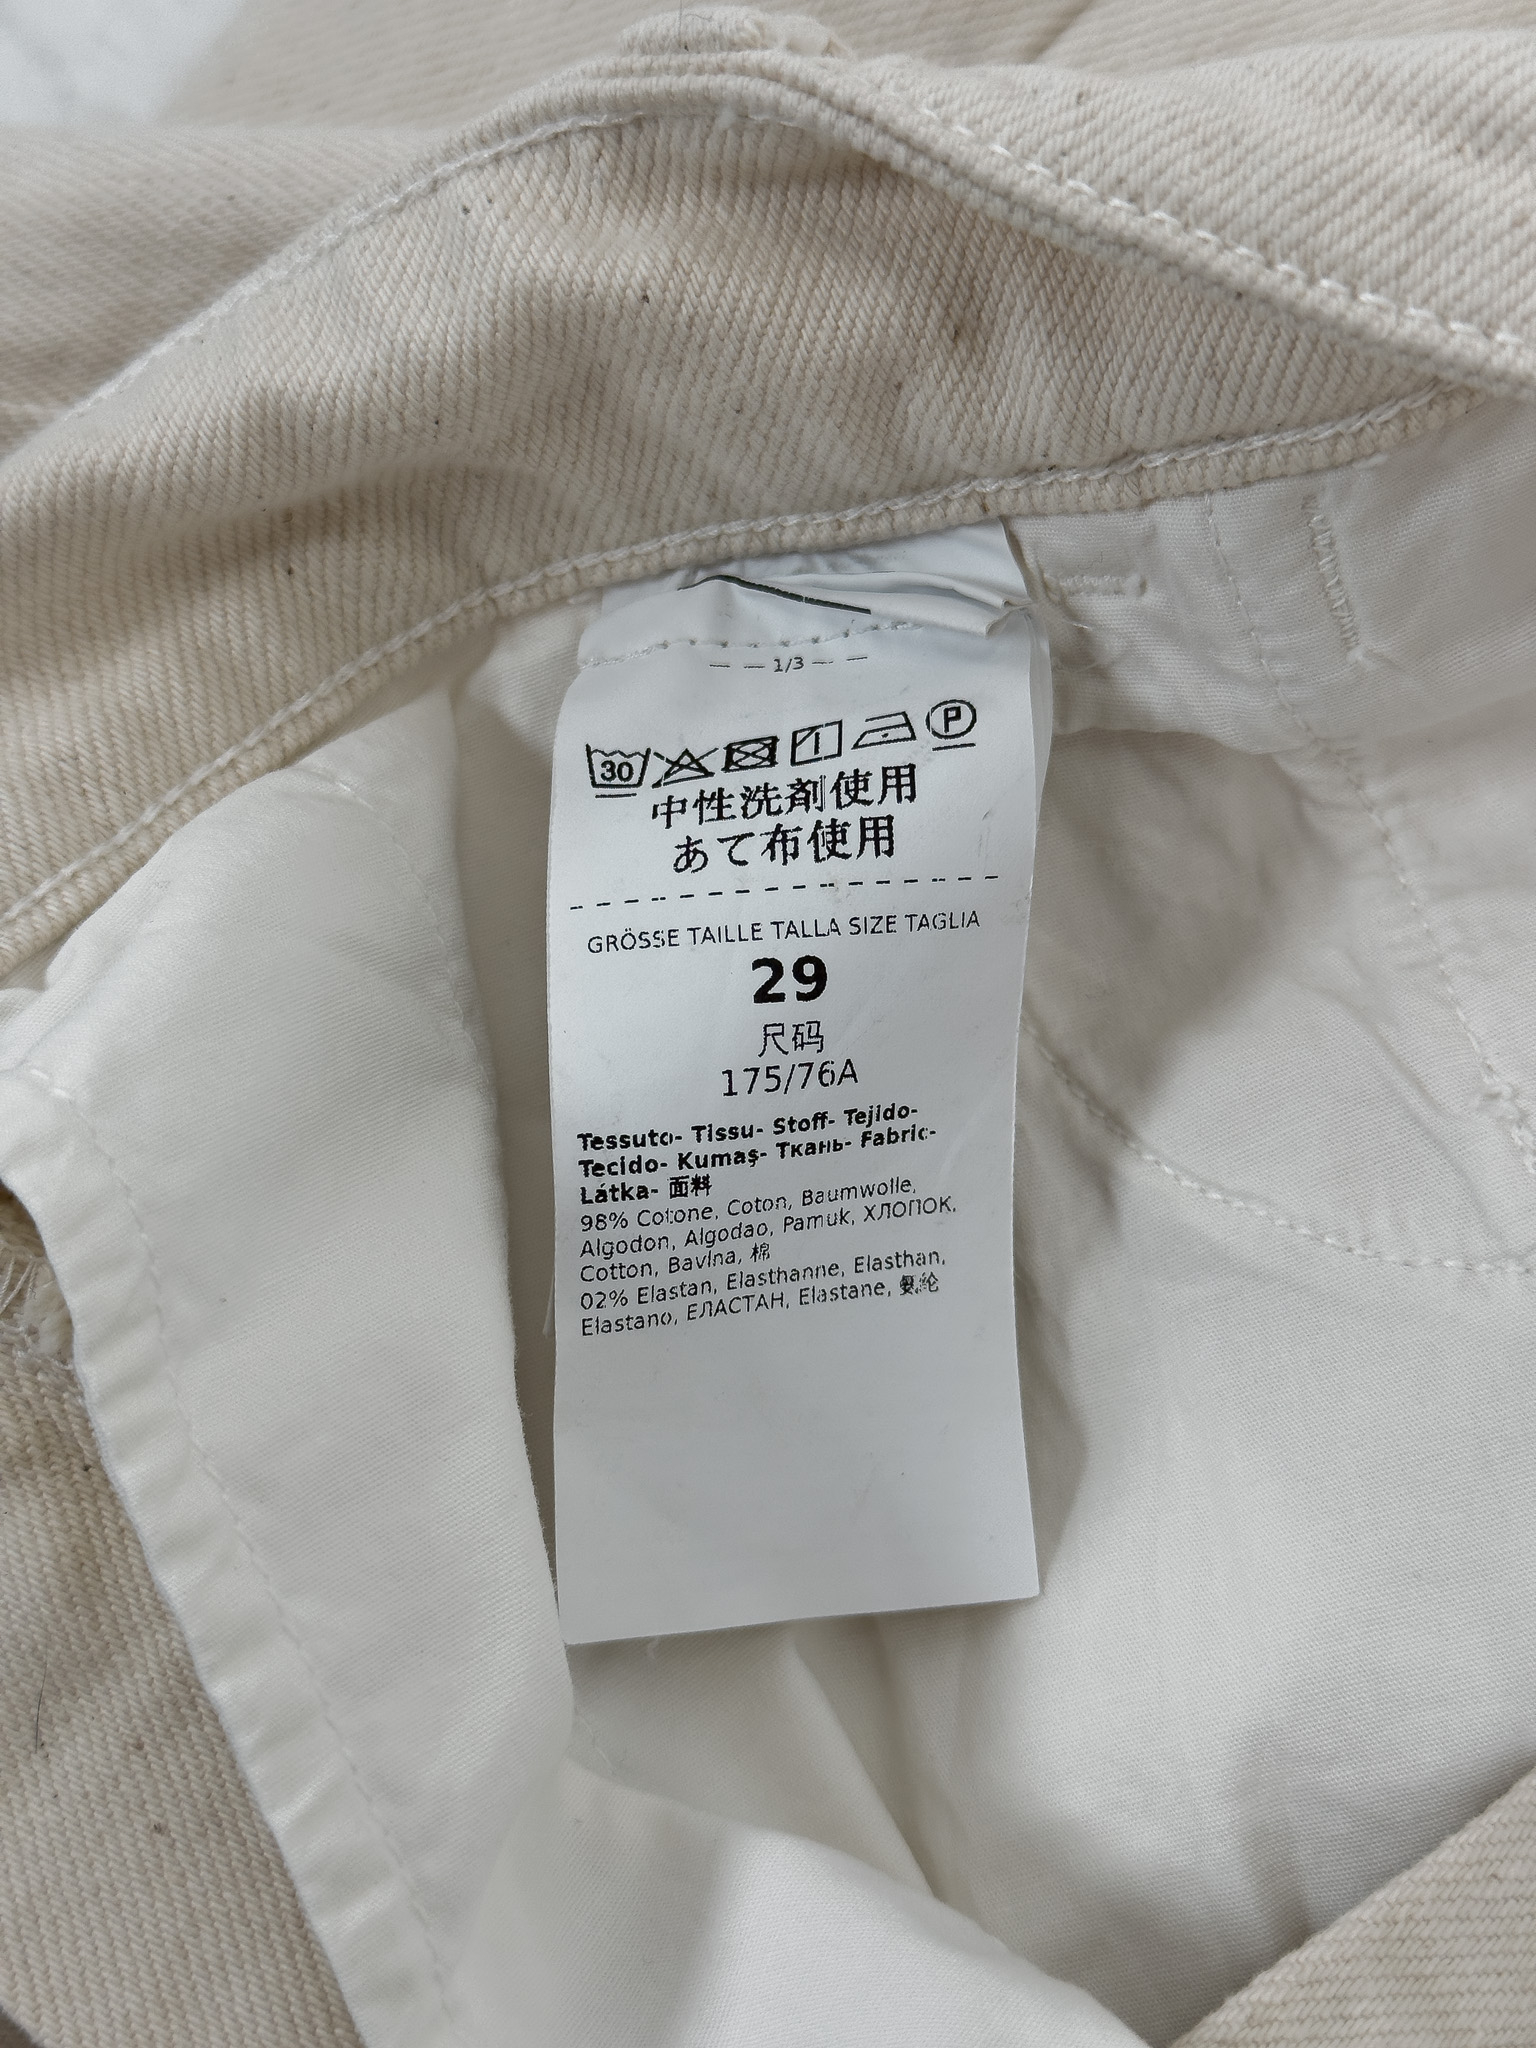 — — 1/3 — —
30 P
中性洗剤使用
あて布使用
GRÖSSE TAILLE TALLA SIZE TAGLIA
29
尺码
175/76A
Tessuto- Tissu- Stoff- Tejido-
Tecido- Kumaş- Ткань- Fabric-
Látka- 面料
98% Cotone, Coton, Baumwolle,
Algodon, Algodao, Pamuk, ХЛОПОК,
Cotton, Bavlna, 棉
02% Elastan, Elasthanne, Elasthan,
Elastano, ЕЛАСТАН, Elastane, 氨纶